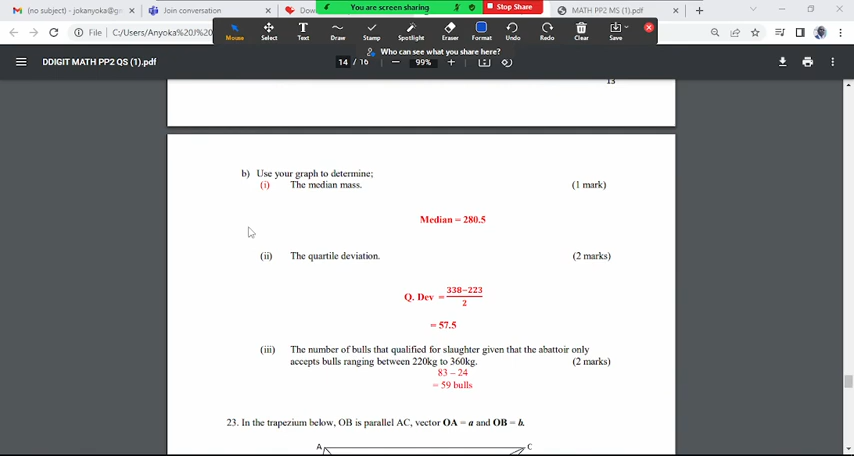 (no subject) - jokanyoka@g
Join conversation
Dow
You are screen sharing
Stop Share
MATH PP2 MS (1).pdf
File | C:/Users/Anyoka%20J%20
Mouse Select Text Draw Stamp Spotlight Eraser Format Undo Redo Clear Save
Who can see what you share here?
DDIGIT MATH PP2 QS (1).pdf
14 / 16 — 99% +
13
b) Use your graph to determine;
(i) The median mass. (1 mark)
Median = 280.5
(ii) The quartile deviation. (2 marks)
Q. Dev = 338−223
2
= 57.5
(iii) The number of bulls that qualified for slaughter given that the abattoir only
accepts bulls ranging between 220kg to 360kg. (2 marks)
83 – 24
= 59 bulls
23. In the trapezium below, OB is parallel AC, vector OA = a and OB = b.
A C